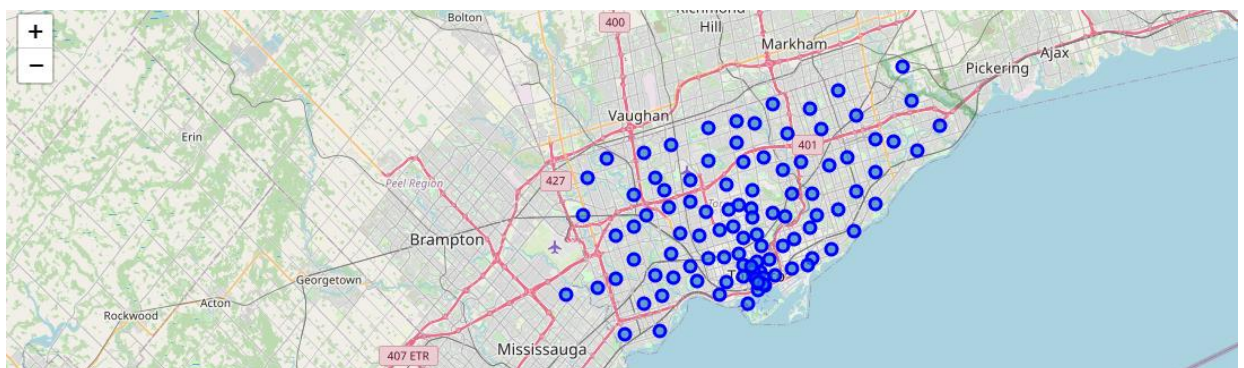 +
−
Bolton
400
Richmond
Hill
Markham
Ajax
Pickering
Vaughan
Erin
401
427
Peel Region
Brampton
Georgetown
Acton
Rockwood
407 ETR
Mississauga